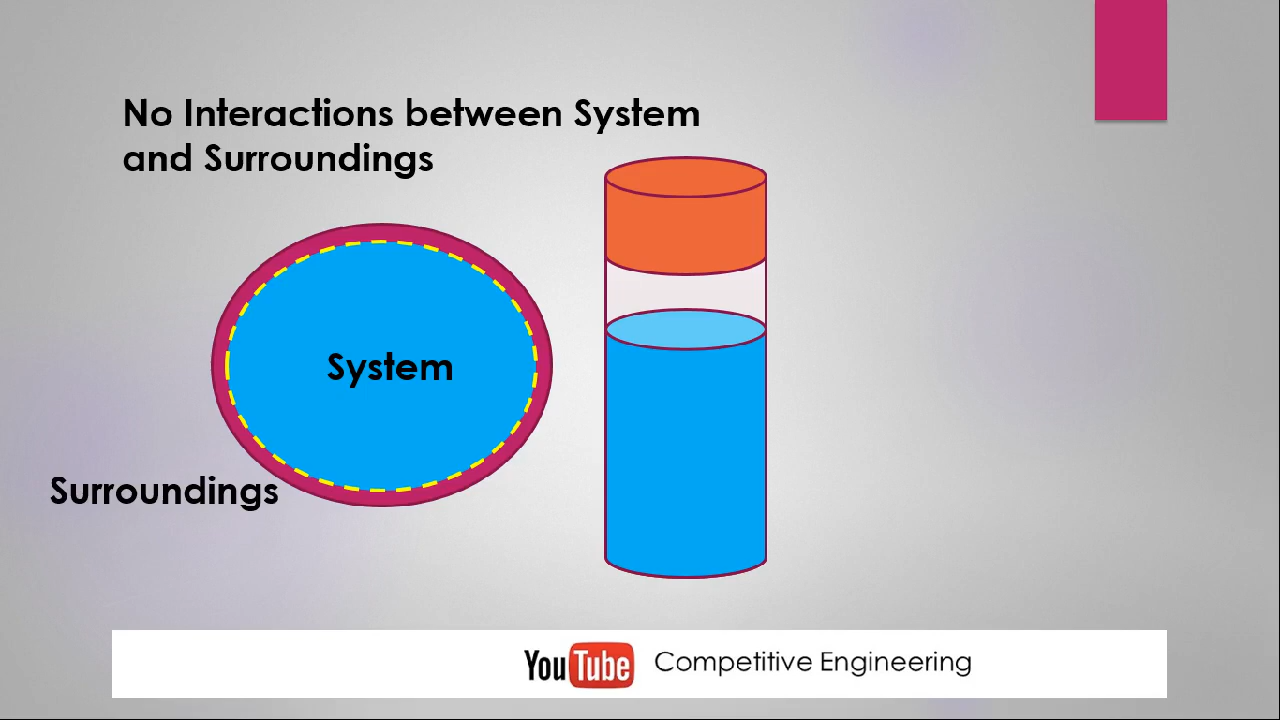 No Interactions between System
and Surroundings
System
Surroundings
YouTube Competitive Engineering